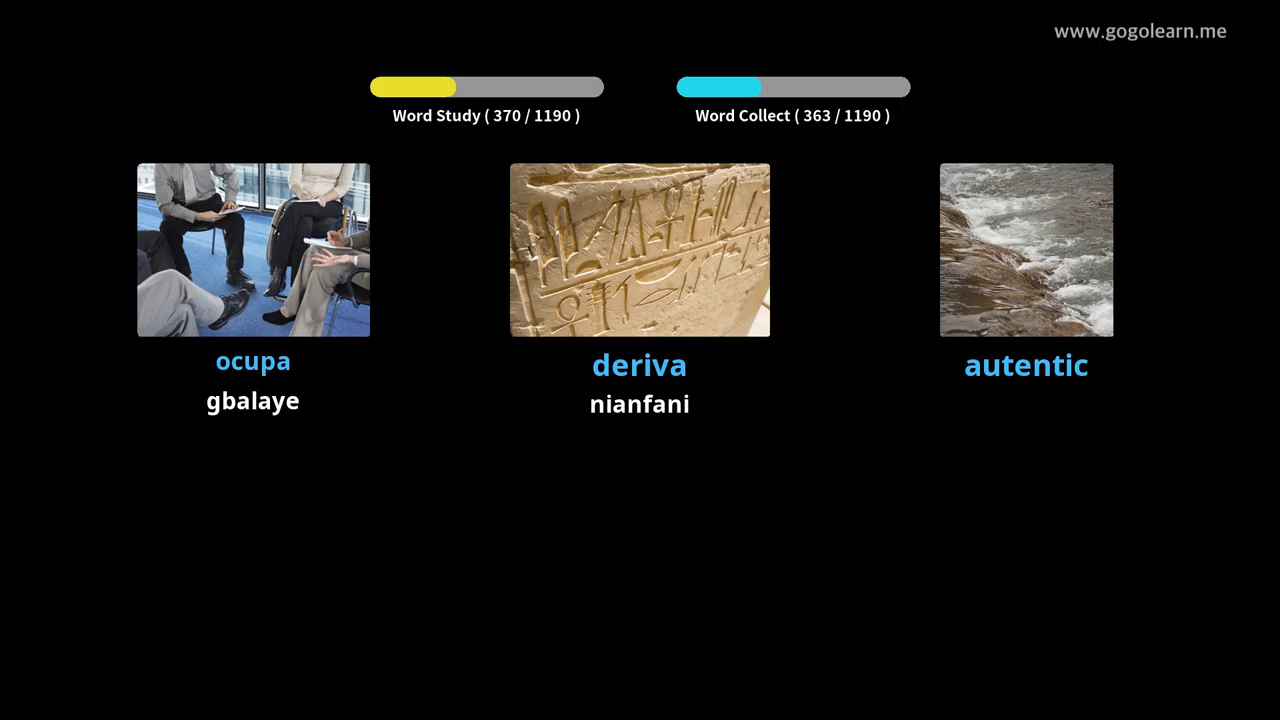 www.gogolearn.me
Word Study ( 370 / 1190 )
Word Collect ( 363 / 1190 )
ocupa
gbalaye
deriva
nianfani
autentic